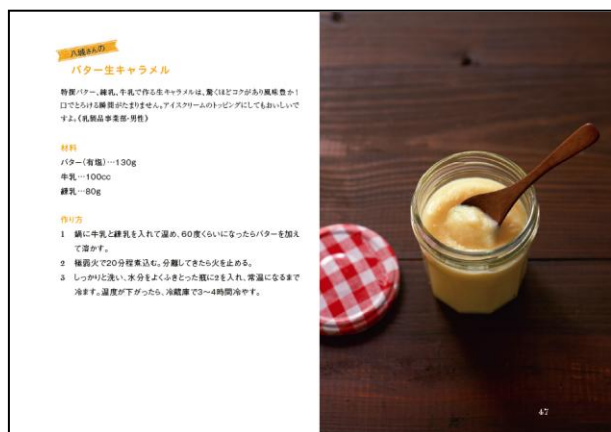 八城さんの
バター生キャラメル
特撰バター、練乳、牛乳で作る生キャラメルは、驚くほどコクがあり風味豊か!
口でとろける瞬間がたまりません。アイスクリームのトッピングにしてもおいしいで
すよ。《乳製品事業部・男性》
材料
バター(有塩)…130g
牛乳…100cc
練乳…80g
作り方
1 鍋に牛乳と練乳を入れて温め、60度くらいになったらバターを加え
て溶かす。
2 極弱火で20分程煮込む。分離してきたら火を止める。
3 しっかりと洗い、水分をよくふきとった瓶に2を入れ、常温になるまで
冷ます。温度が下がったら、冷蔵庫で3〜4時間冷やす。
47